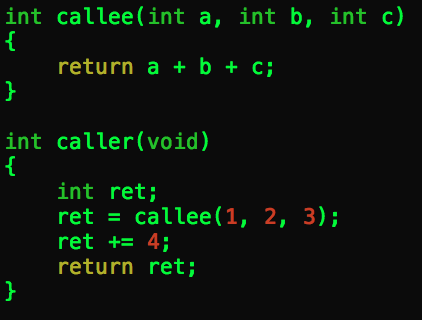 int callee(int a, int b, int c)
{
    return a + b + c;
}

int caller(void)
{
    int ret;
    ret = callee(1, 2, 3);
    ret += 4;
    return ret;
}